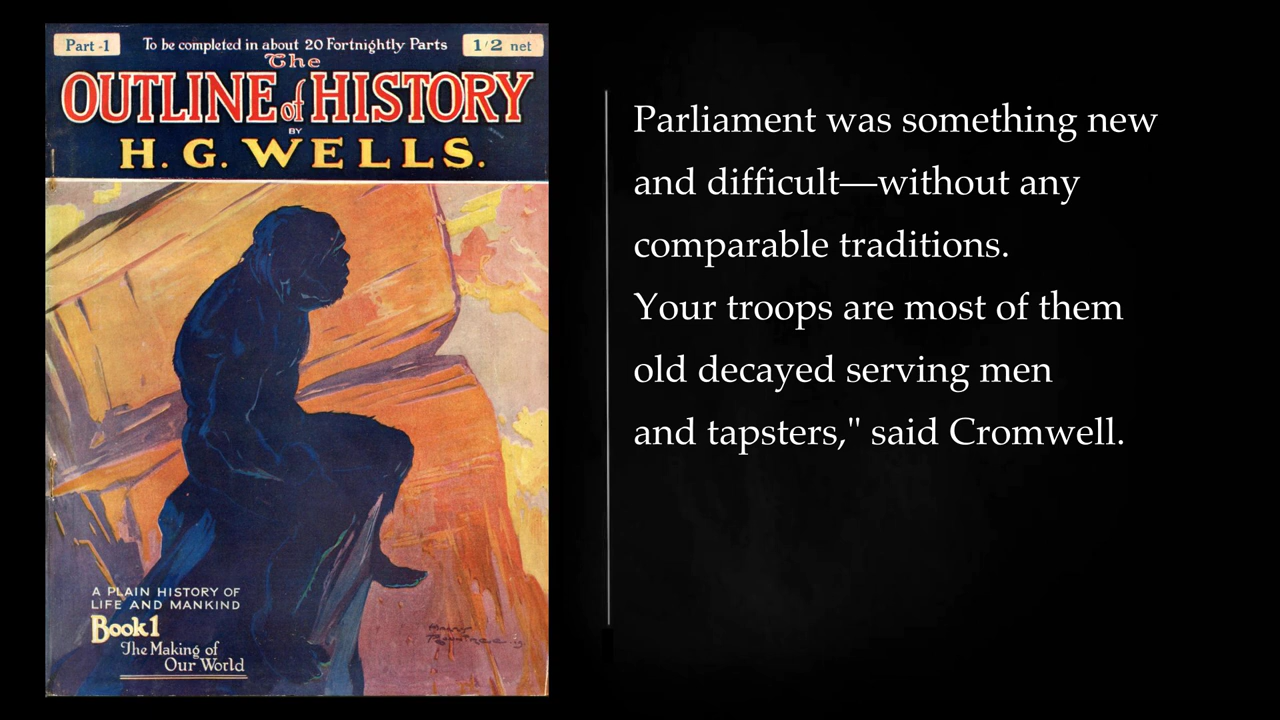 Part -1
To be completed in about 20 Fortnightly Parts
1/2 net
The
OUTLINE of HISTORY
BY
H. G. WELLS.
A PLAIN HISTORY OF
LIFE AND MANKIND
Book 1
The Making of
Our World
Parliament was something new
and difficult—without any
comparable traditions.
Your troops are most of them
old decayed serving men
and tapsters," said Cromwell.